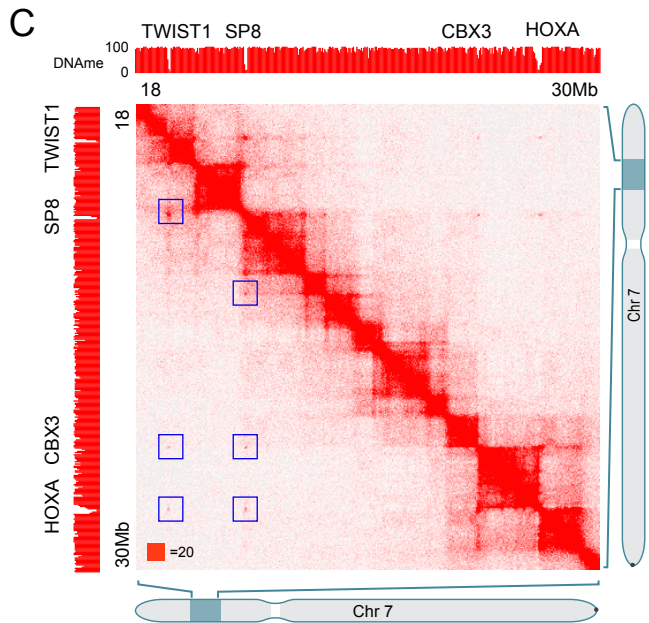 C
TWIST1 SP8 CBX3 HOXA
DNAme
100
0
18 30Mb
TWIST1
SP8
CBX3
HOXA
18
30Mb
=20
Chr 7
Chr 7